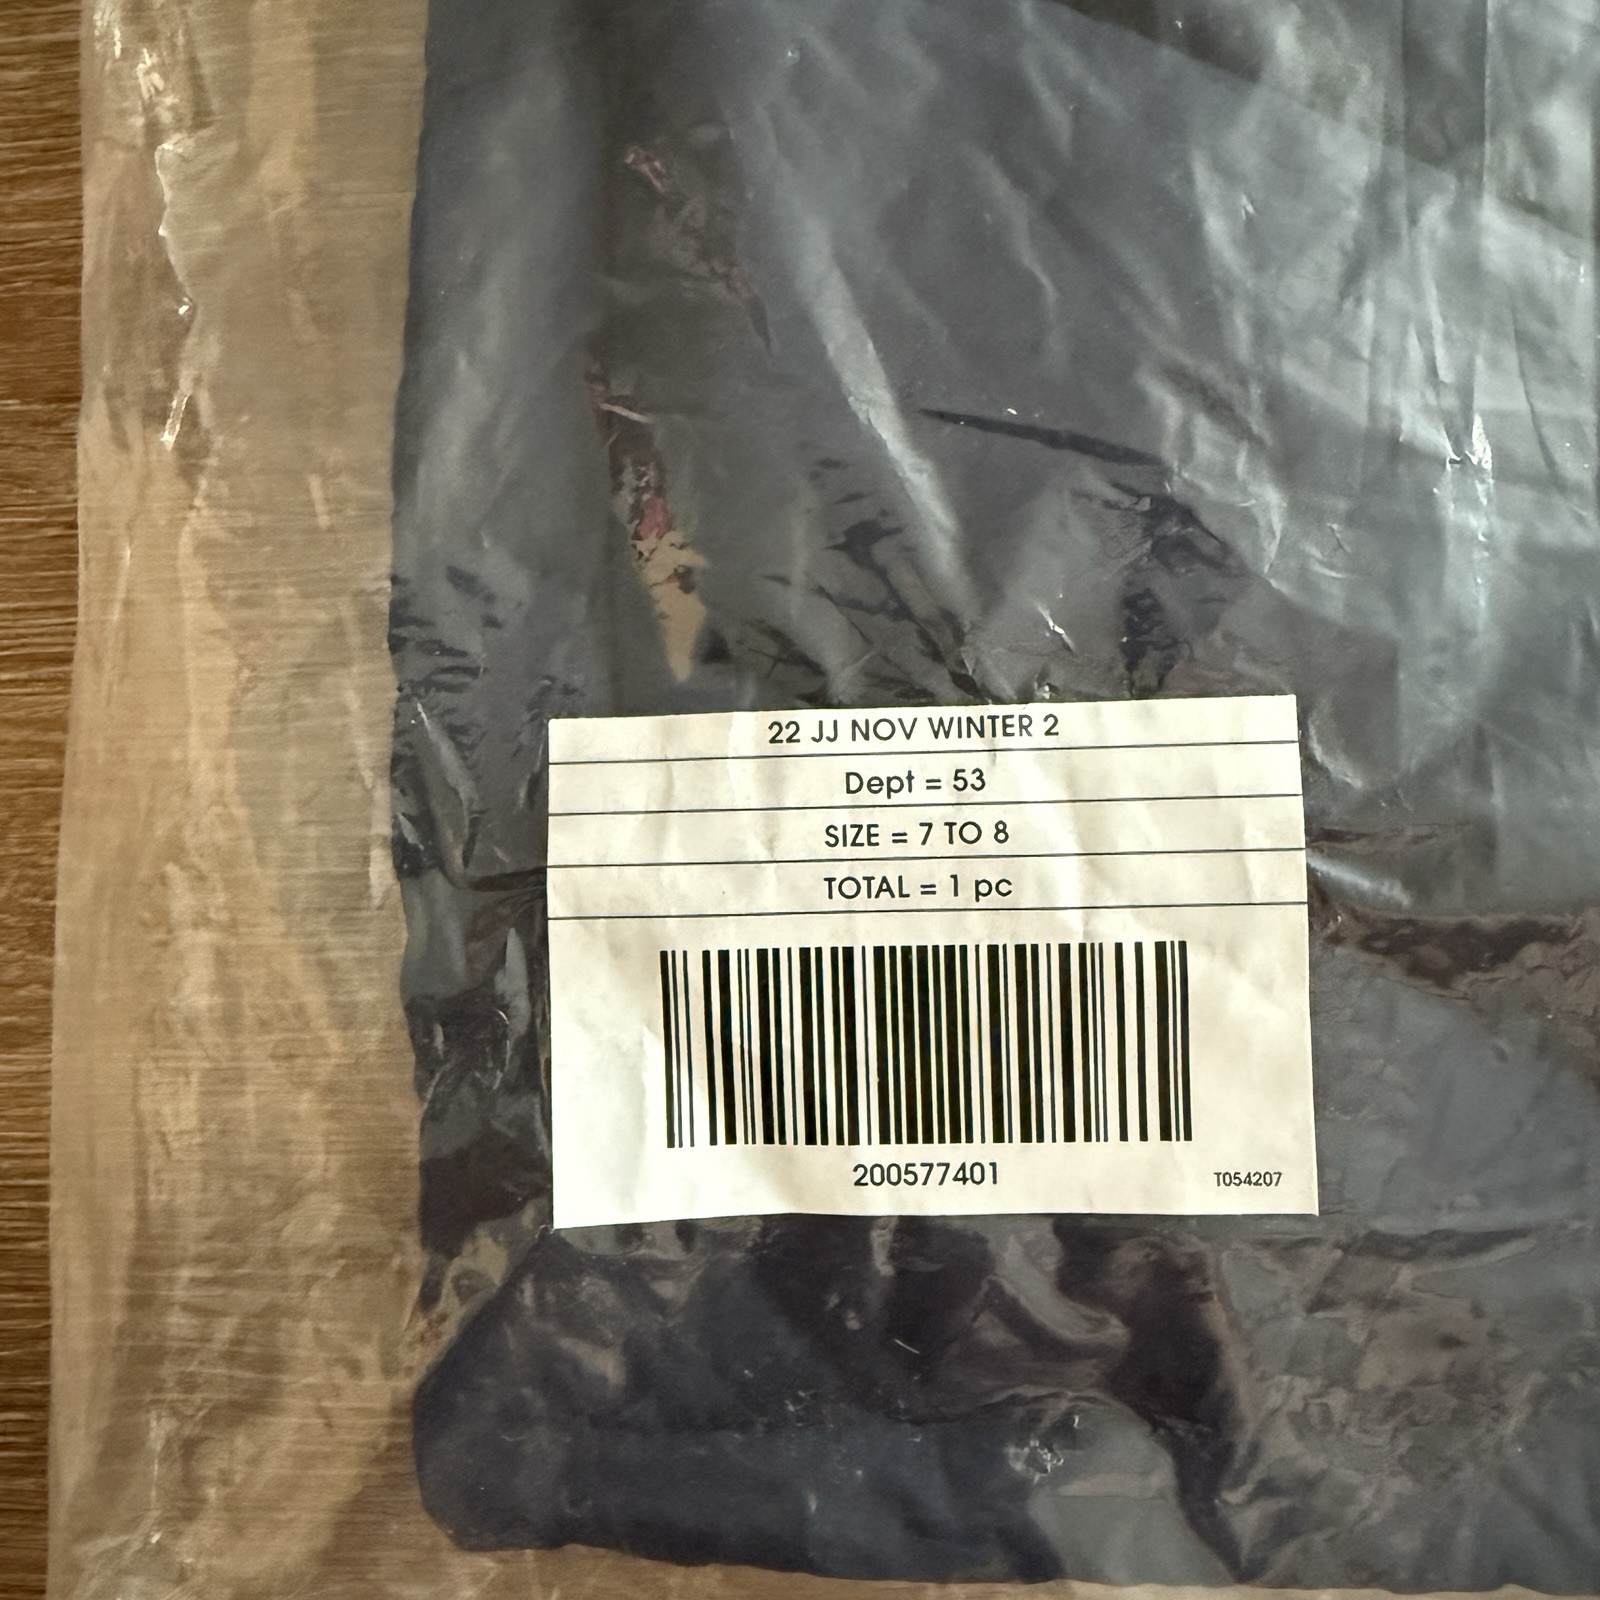 22 JJ NOV WINTER 2
Dept = 53
SIZE = 7 TO 8
TOTAL = 1 pc
200577401
T054207